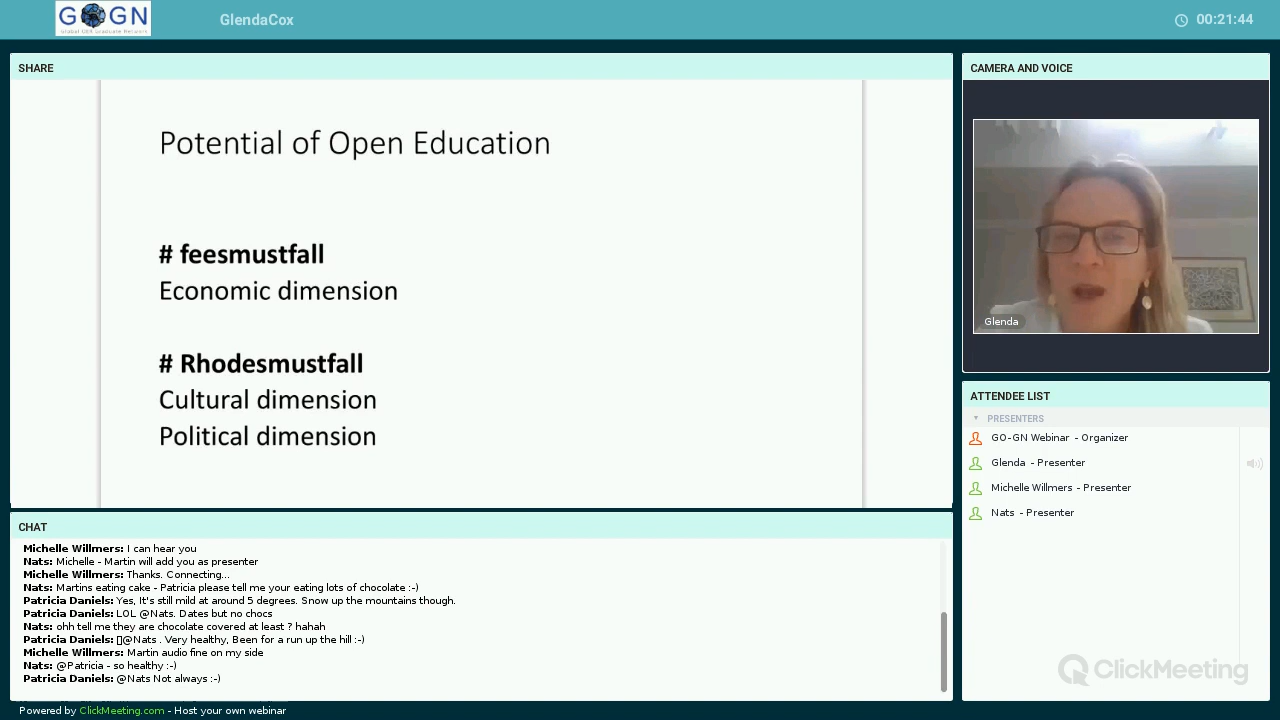 GOGN
Global OER Graduate Network
GlendaCox
00:21:44
SHARE
Potential of Open Education
# feesmustfall
Economic dimension
# Rhodesmustfall
Cultural dimension
Political dimension
CAMERA AND VOICE
Glenda
ATTENDEE LIST
PRESENTERS
GO-GN Webinar - Organizer
Glenda - Presenter
Michelle Willmers - Presenter
Nats - Presenter
ClickMeeting
CHAT
Michelle Willmers: I can hear you
Nats: Michelle - Martin will add you as presenter
Michelle Willmers: Thanks. Connecting...
Nats: Martins eating cake - Patricia please tell me your eating lots of chocolate :-)
Patricia Daniels: Yes, It's still mild at around 5 degrees. Snow up the mountains though.
Patricia Daniels: LOL @Nats. Dates but no chocs
Nats: ohh tell me they are chocolate covered at least ? hahah
Patricia Daniels: @Nats . Very healthy, Been for a run up the hill :-)
Michelle Willmers: Martin audio fine on my side
Nats: @Patricia - so healthy :-)
Patricia Daniels: @Nats Not always :-)
Powered by ClickMeeting.com - Host your own webinar